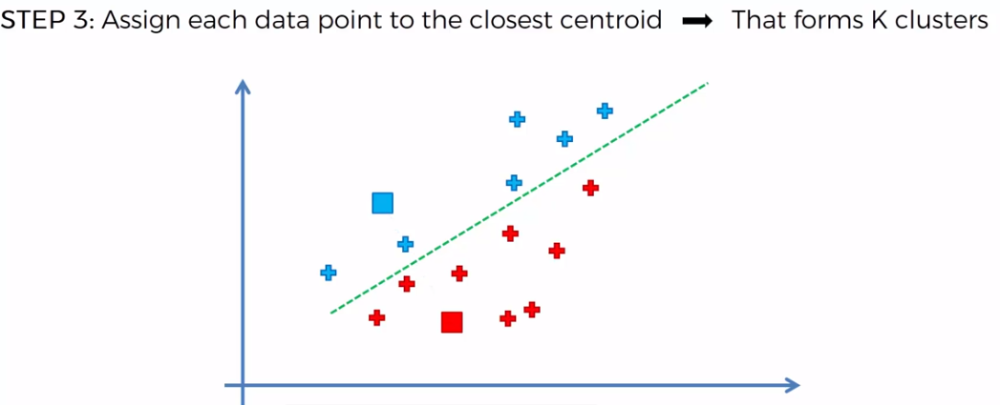 STEP 3: Assign each data point to the closest centroid ➡ That forms K clusters